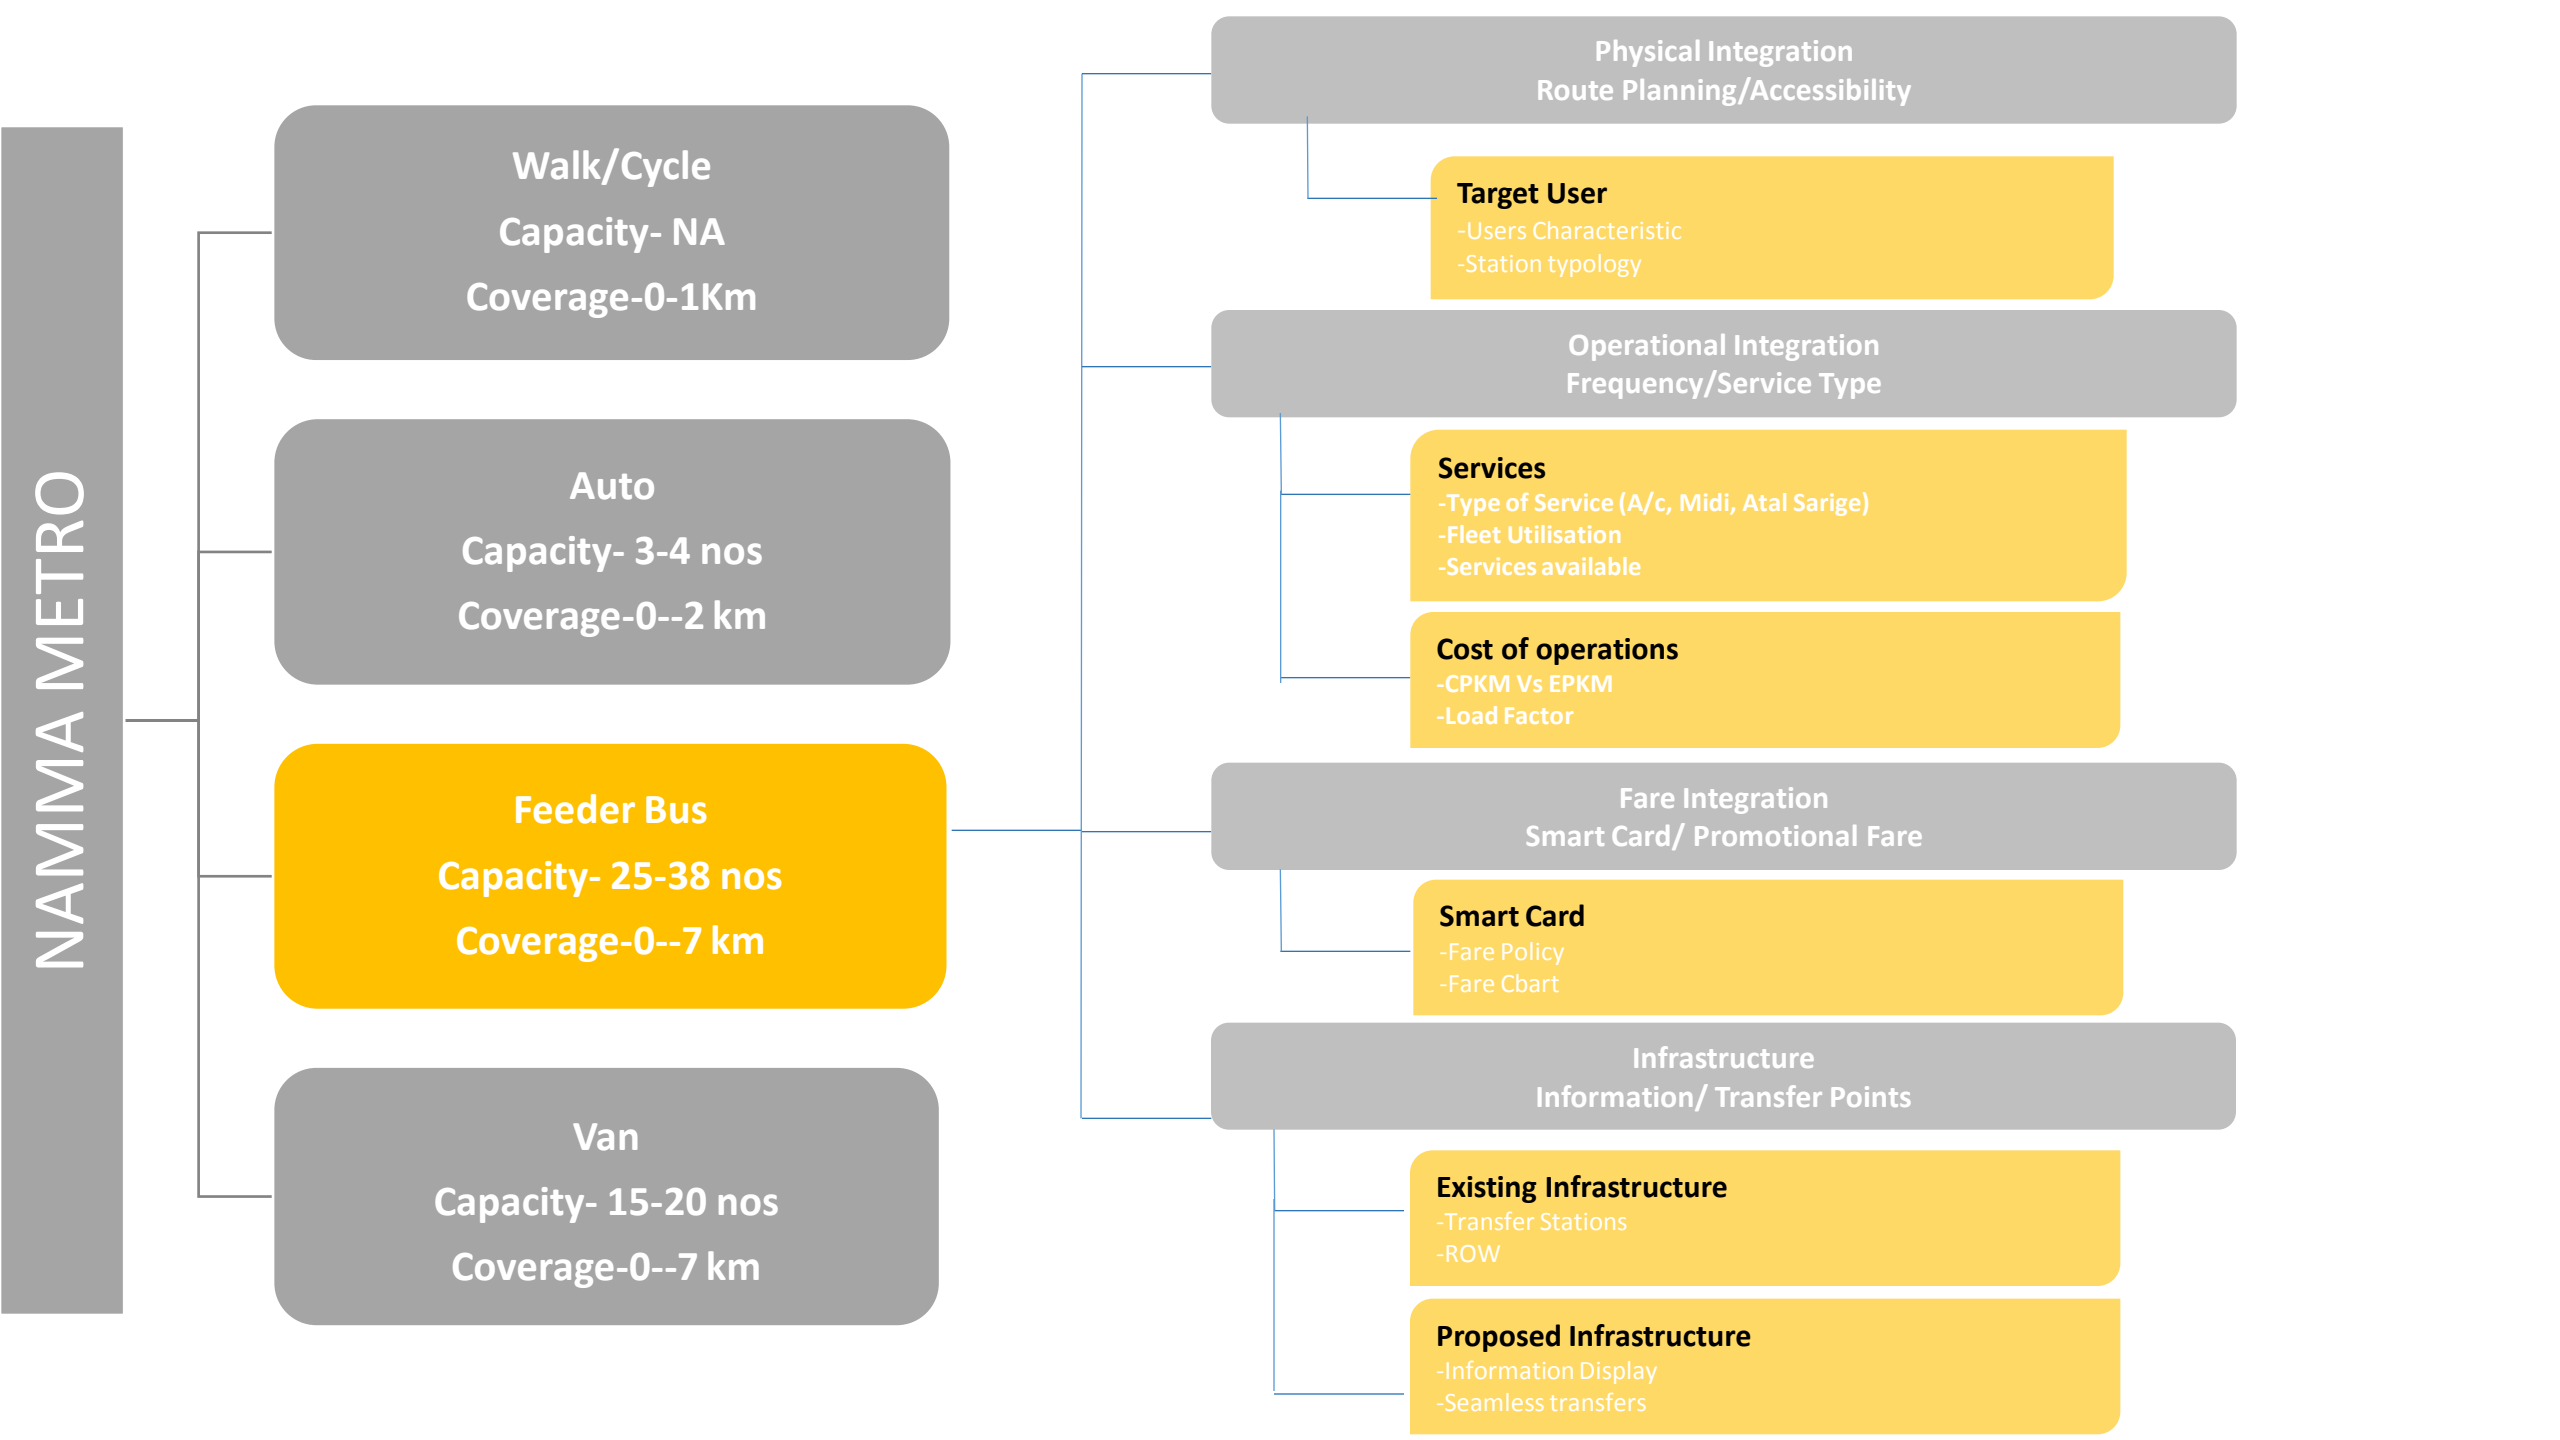 NAMMA METRO
Walk/Cycle
Capacity- NA
Coverage-0-1Km
Auto
Capacity- 3-4 nos
Coverage-0--2 km
Feeder Bus
Capacity- 25-38 nos
Coverage-0--7 km
Van
Capacity- 15-20 nos
Coverage-0--7 km
Physical Integration
Route Planning/Accessibility
Target User
-Users Characteristic
-Station typology
Operational Integration
Frequency/Service Type
Services
-Type of Service (A/c, Midi, Atal Sarige)
-Fleet Utilisation
-Services available
Cost of operations
-CPKM Vs EPKM
-Load Factor
Fare Integration
Smart Card/ Promotional Fare
Smart Card
-Fare Policy
-Fare Cbart
Infrastructure
Information/ Transfer Points
Existing Infrastructure
-Transfer Stations
-ROW
Proposed Infrastructure
-Information Display
-Seamless transfers